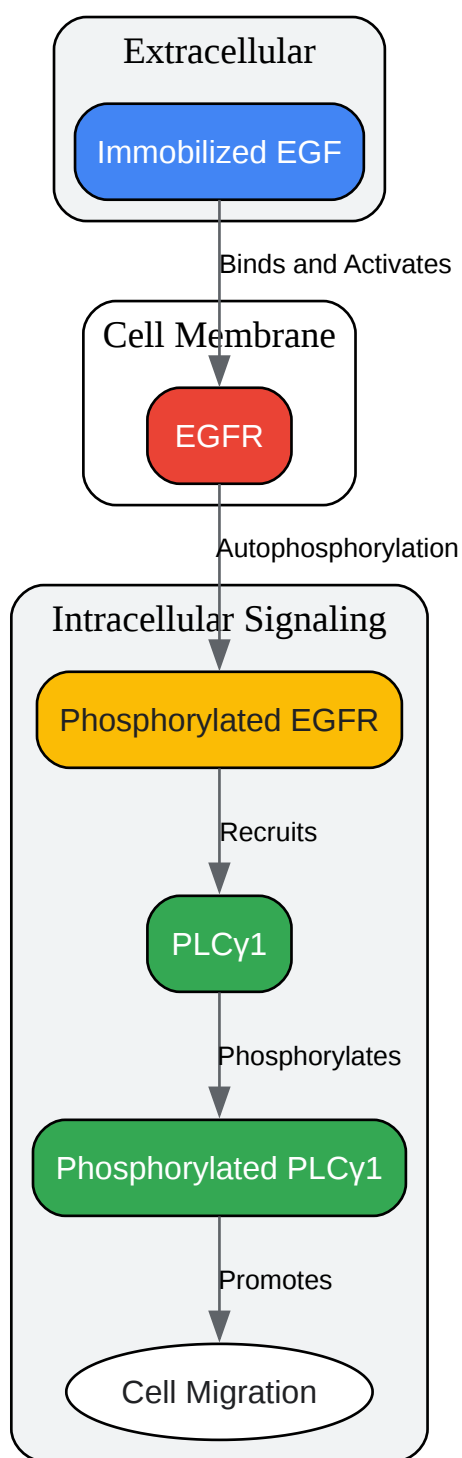 Extracellular
Immobilized EGF
Binds and Activates
Cell Membrane
EGFR
Autophosphorylation
Intracellular Signaling
Phosphorylated EGFR
Recruits
PLCγ1
Phosphorylates
Phosphorylated PLCγ1
Promotes
Cell Migration